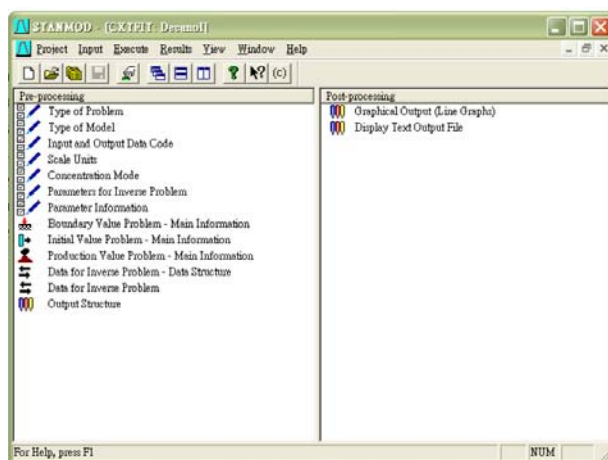 STANMOD - [CXTFIT: Decanol]
Project Input Execute Results View Window Help
(c)
Pre-processing
Type of Problem
Type of Model
Input and Output Data Code
Scale Units
Concentration Mode
Parameters for Inverse Problem
Parameter Information
Boundary Value Problem - Main Information
Initial Value Problem - Main Information
Production Value Problem - Main Information
Data for Inverse Problem - Data Structure
Data for Inverse Problem
Output Structure
Post-processing
Graphical Output (Line Graphs)
Display Text Output File
For Help, press F1
NUM